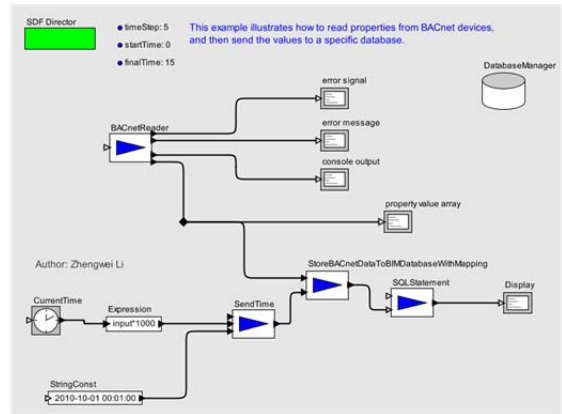 SDF Director
timeStep: 5
startTime: 0
finalTime: 15
This example illustrates how to read properties from BACnet devices,
and then send the values to a specific database.
DatabaseManager
error signal
BACnetReader
error message
console output
property value array
Author: Zhengwei Li
StoreBACnetDataToBIMDatabaseWithMapping
CurrentTime
Expression
input*1000
SendTime
SQLStatement
Display
StringConst
2010-10-01 00:01:00